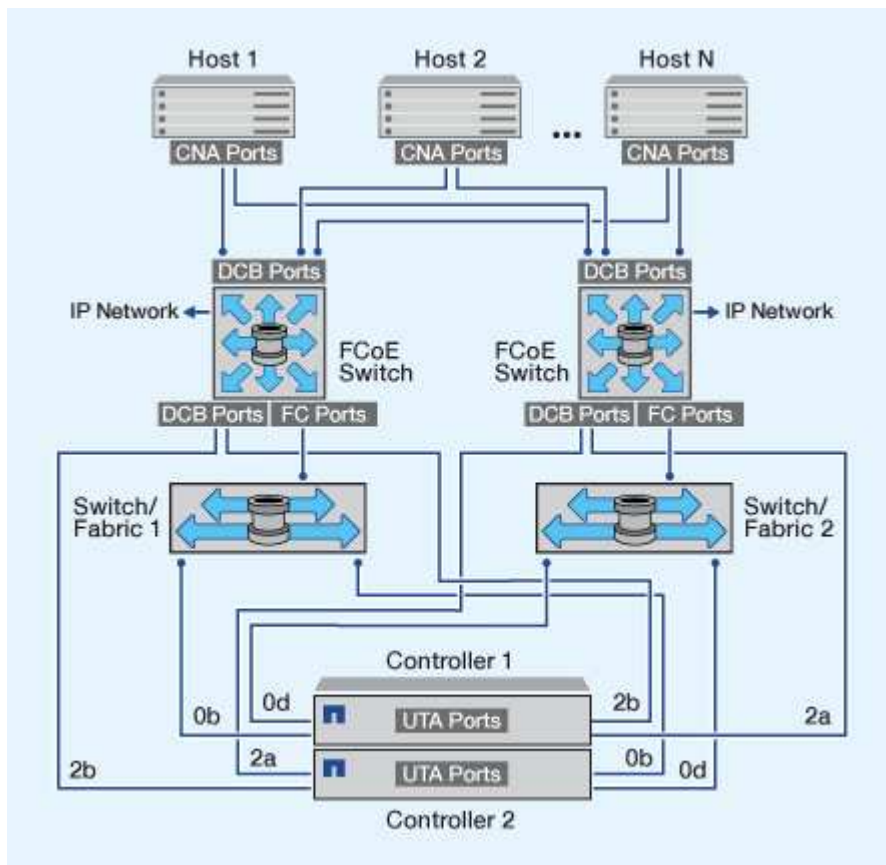 Host 1
Host 2
Host N
CNA Ports
CNA Ports
...
CNA Ports
DCB Ports
DCB Ports
IP Network
IP Network
FCoE
Switch
FCoE
Switch
DCB Ports
FC Ports
DCB Ports
FC Ports
Switch/
Fabric 1
Switch/
Fabric 2
Controller 1
0b
0d
UTA Ports
2b
2a
2b
2a
UTA Ports
0b
0d
Controller 2